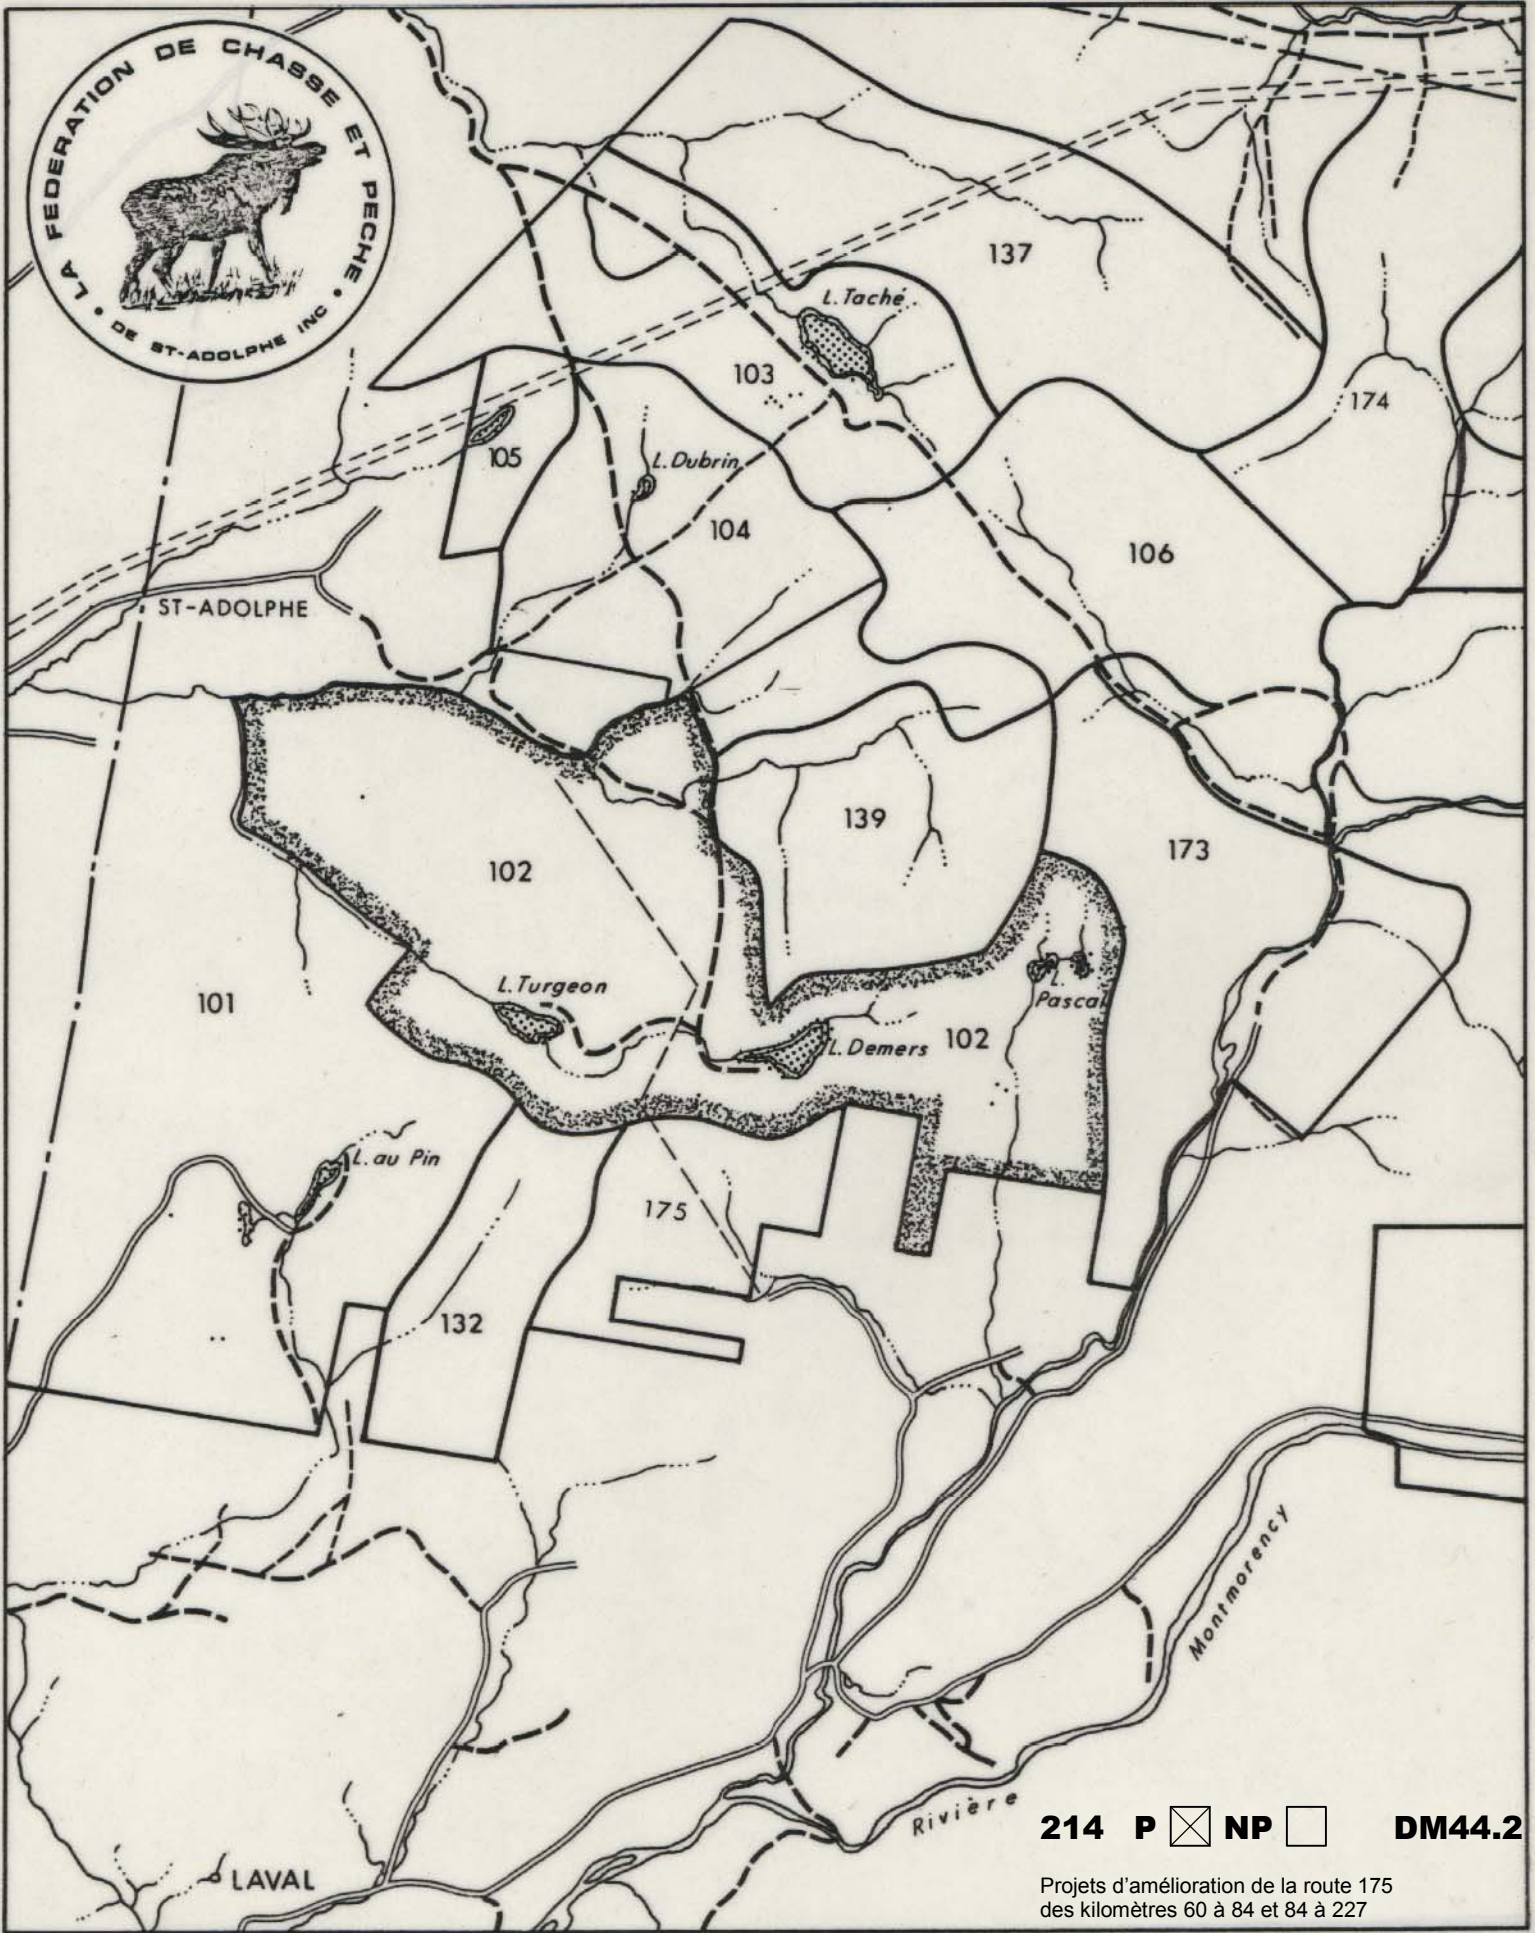 • LA FEDERATION DE CHASSE ET PECHE •
DE ST-ADOLPHE INC
137
L. Taché
103
174
105
L. Dubrin
104
106
ST-ADOLPHE
139
173
102
101
L. Turgeon
L.
Pascal
102
L. Demers
L. au Pin
175
132
Montmorency
Rivière
LAVAL
214 P NP DM44.2
Projets d'amélioration de la route 175
des kilomètres 60 à 84 et 84 à 227